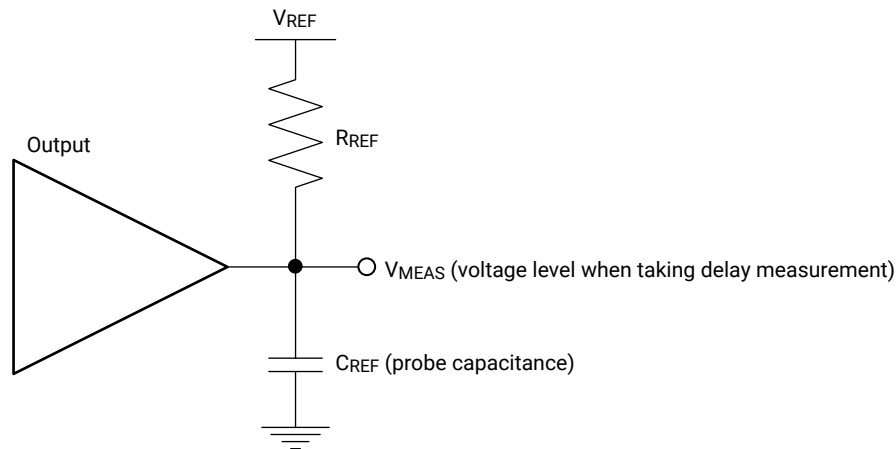 VREF
RREF
Output
VMEAS (voltage level when taking delay measurement)
CREF (probe capacitance)